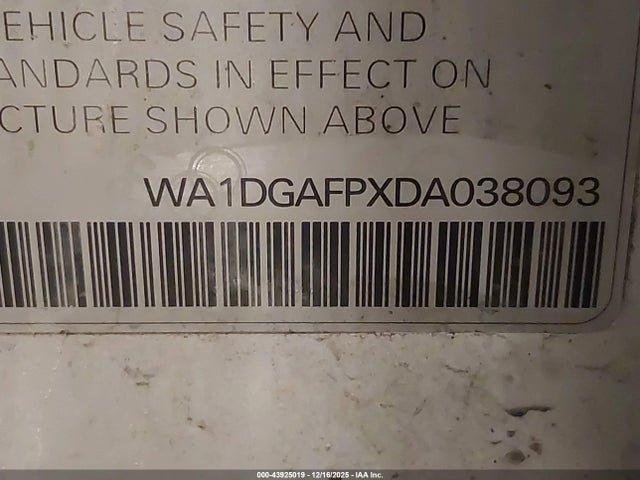 EHICLE SAFETY AND
ANDARDS IN EFFECT ON
CTURE SHOWN ABOVE
WA1DGAFPXDA038093
000-43925019 - 12/16/2025 - IAA Inc.